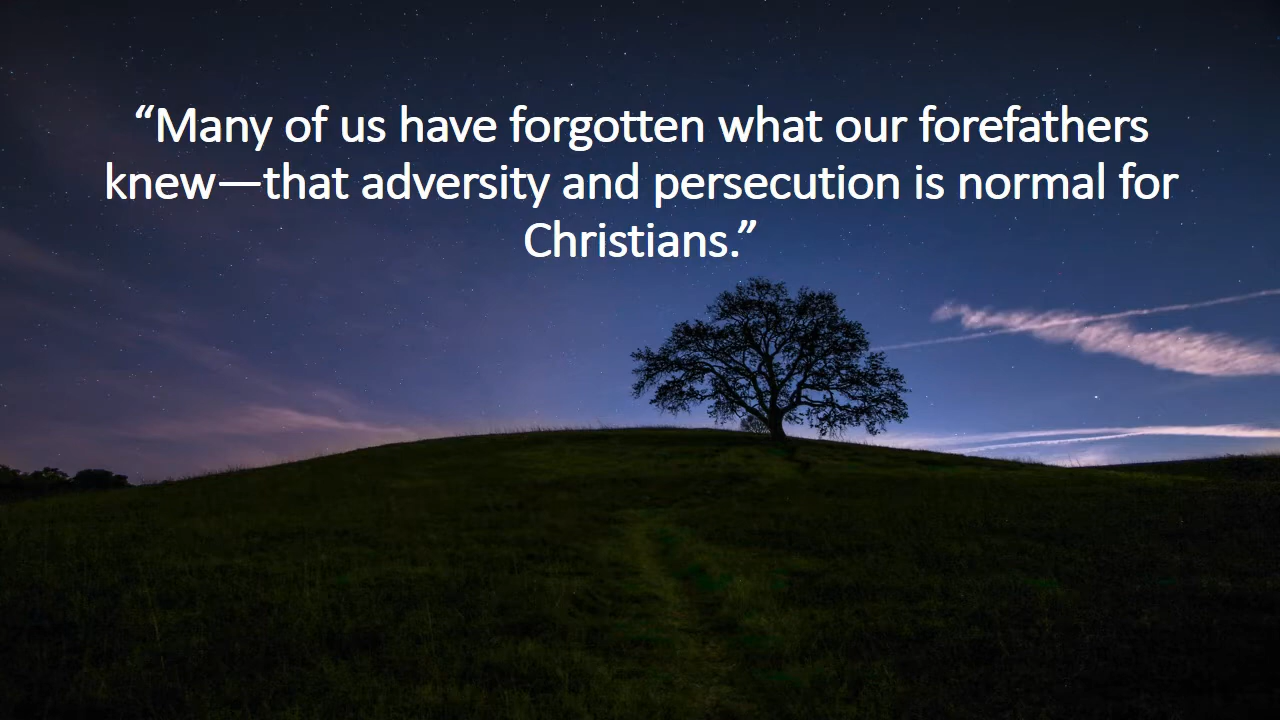 “Many of us have forgotten what our forefathers
knew—that adversity and persecution is normal for
Christians.”